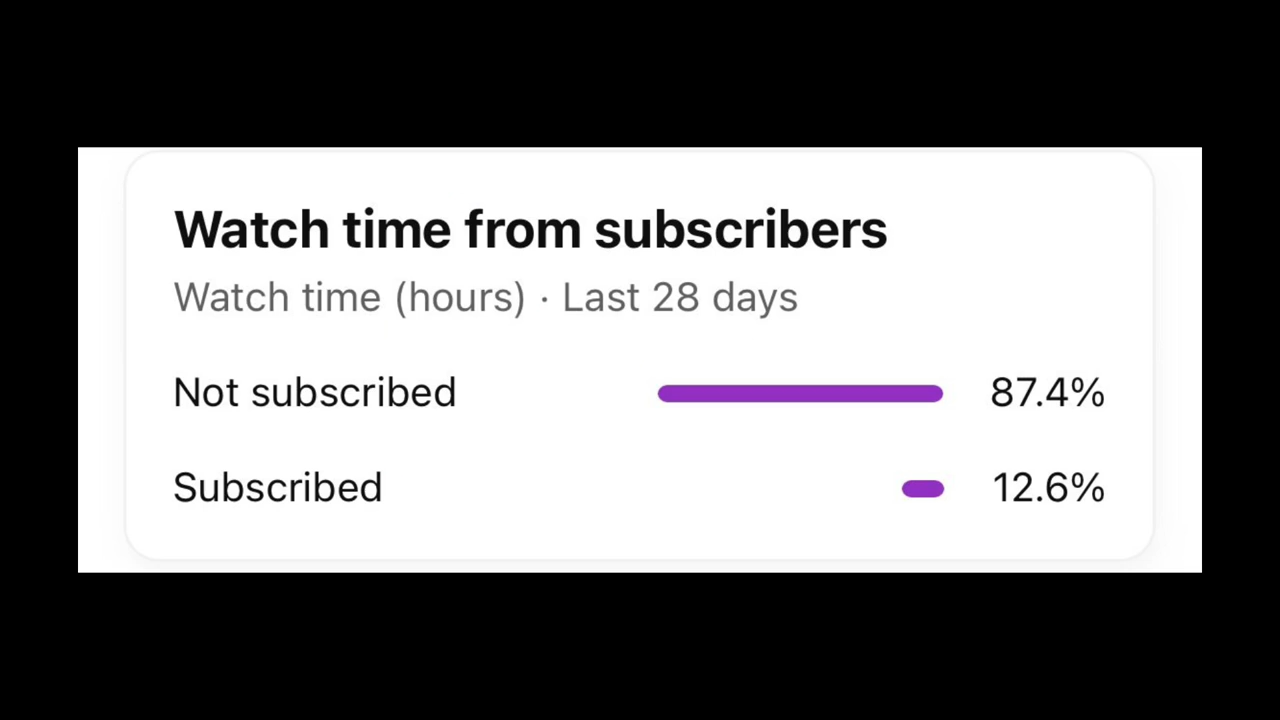 Watch time from subscribers
Watch time (hours) · Last 28 days
Not subscribed 87.4%
Subscribed 12.6%